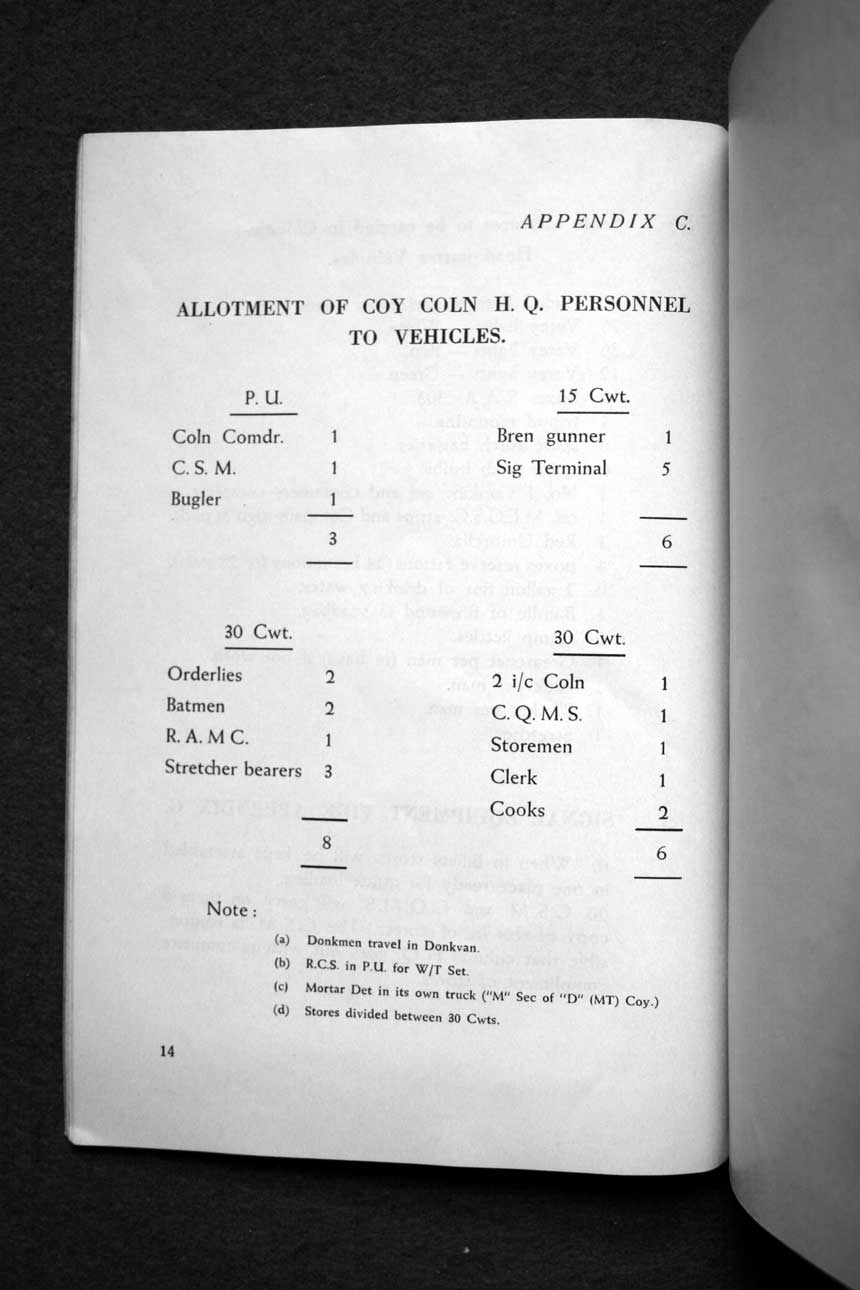 APPENDIX C.
ALLOTMENT OF COY COLN H. Q. PERSONNEL
TO VEHICLES.
P. U.
Coln Comdr. 1
C. S. M. 1
Bugler 1
3
15 Cwt.
Bren gunner 1
Sig Terminal 5
6
30 Cwt.
Orderlies 2
Batmen 2
R. A. M C. 1
Stretcher bearers 3
8
30 Cwt.
2 i/c Coln 1
C. Q. M. S. 1
Storemen 1
Clerk 1
Cooks 2
6
Note :
(a) Donkmen travel in Donkvan.
(b) R.C.S. in P.U. for W/T Set.
(c) Mortar Det in its own truck ("M" Sec of "D" (MT) Coy.)
(d) Stores divided between 30 Cwts.
14